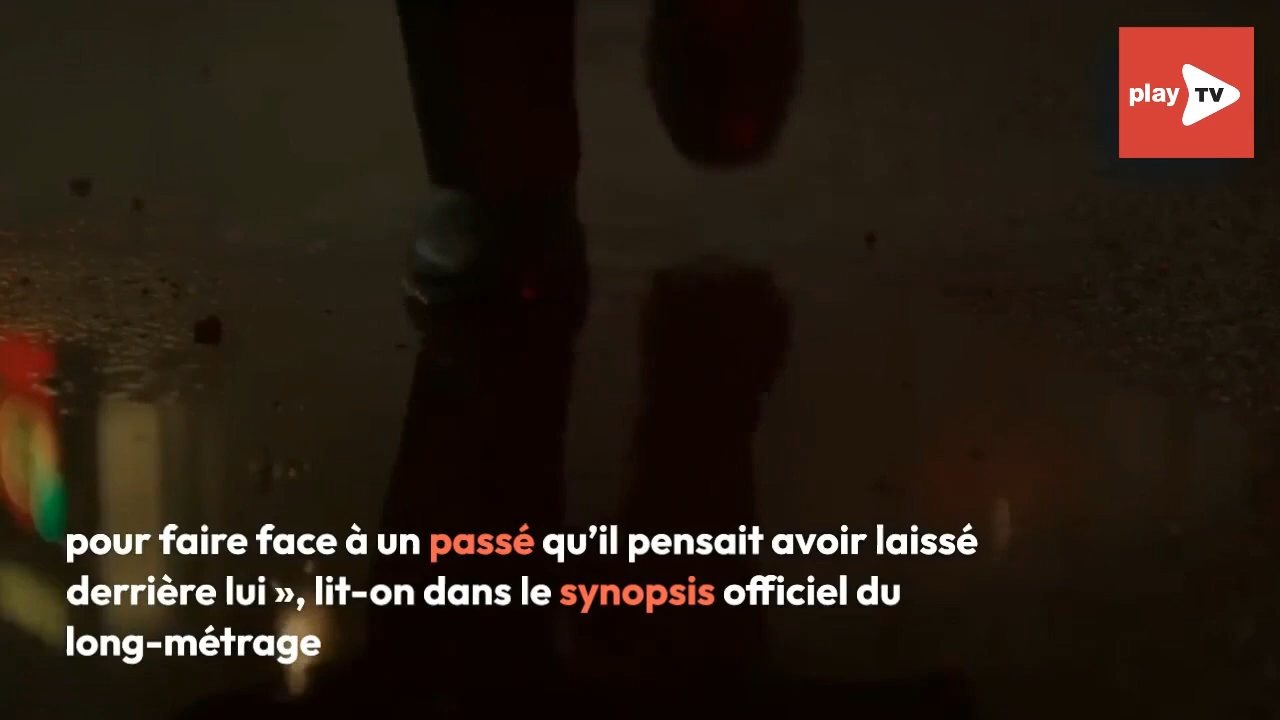 play TV
pour faire face à un passé qu’il pensait avoir laissé
derrière lui », lit-on dans le synopsis officiel du
long-métrage